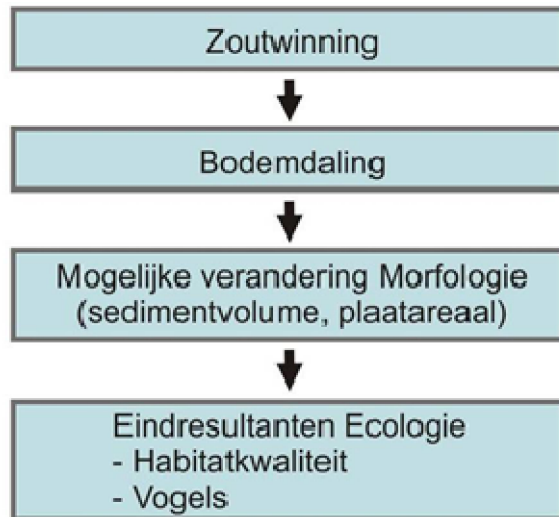 Zoutwinning
Bodemdaling
Mogelijke verandering Morfologie
(sedimentvolume, plaatareaal)
Eindresultanten Ecologie
- Habitatkwaliteit
- Vogels